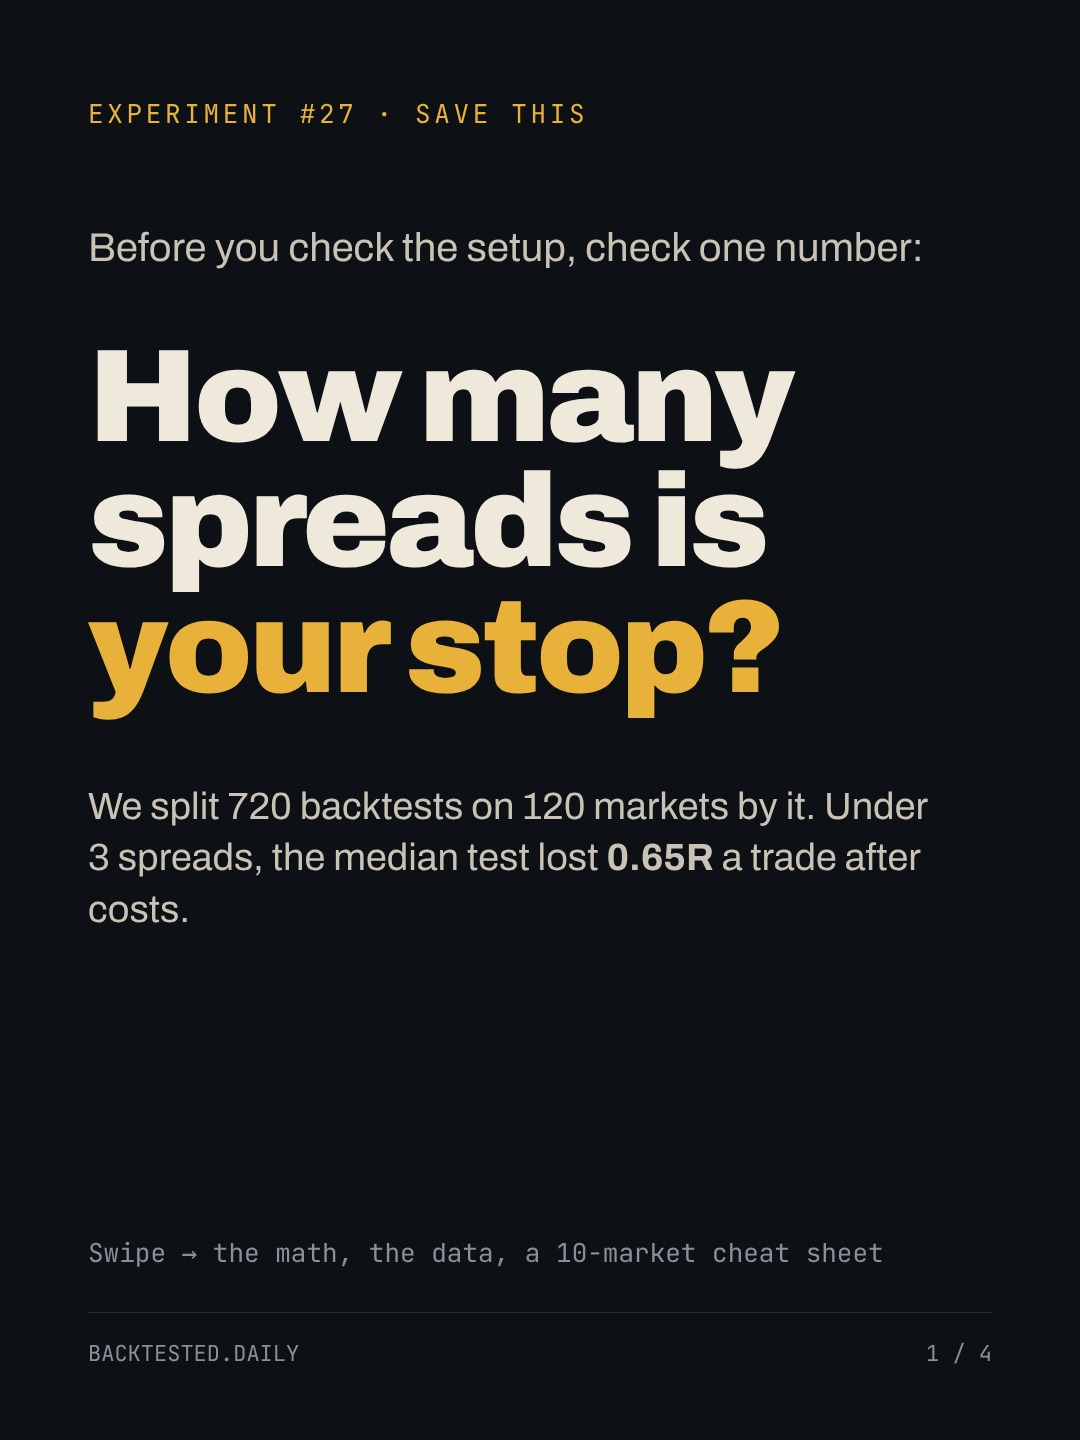 EXPERIMENT #27 · SAVE THIS
Before you check the setup, check one number:
How many
spreads is
your stop?
We split 720 backtests on 120 markets by it. Under
3 spreads, the median test lost 0.65R a trade after
costs.
Swipe → the math, the data, a 10-market cheat sheet
BACKTESTED.DAILY
1 / 4